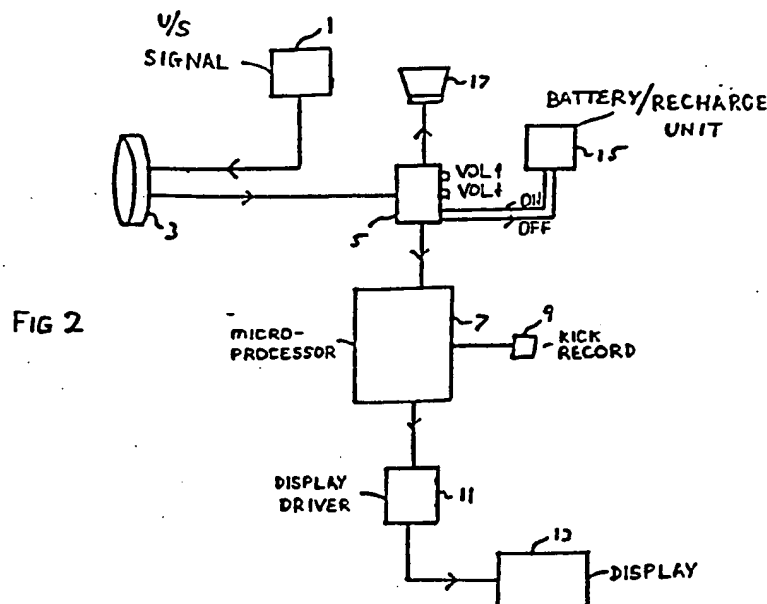 U/S
SIGNAL
1
17
BATTERY/RECHARGE
UNIT
15
VOL↑
VOL↓
ON
OFF
3
5
FIG 2
MICRO-
PROCESSOR
7
9
KICK
RECORD
DISPLAY
DRIVER
11
13
DISPLAY